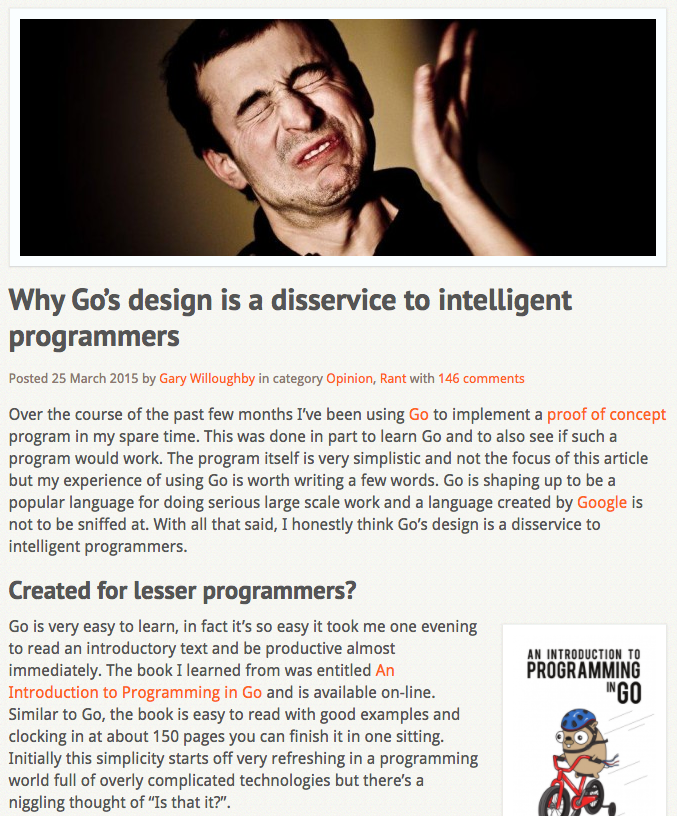 Why Go’s design is a disservice to intelligent
programmers
Posted 25 March 2015 by Gary Willoughby in category Opinion, Rant with 146 comments
Over the course of the past few months I’ve been using Go to implement a proof of concept
program in my spare time. This was done in part to learn Go and to also see if such a
program would work. The program itself is very simplistic and not the focus of this article
but my experience of using Go is worth writing a few words. Go is shaping up to be a
popular language for doing serious large scale work and a language created by Google is
not to be sniffed at. With all that said, I honestly think Go’s design is a disservice to
intelligent programmers.
Created for lesser programmers?
Go is very easy to learn, in fact it’s so easy it took me one evening
to read an introductory text and be productive almost
immediately. The book I learned from was entitled An
Introduction to Programming in Go and is available on-line.
Similar to Go, the book is easy to read with good examples and
clocking in at about 150 pages you can finish it in one sitting.
Initially this simplicity starts off very refreshing in a programming
world full of overly complicated technologies but there’s a
niggling thought of “Is that it?”.
AN INTRODUCTION TO
PROGRAMMING
IN GO